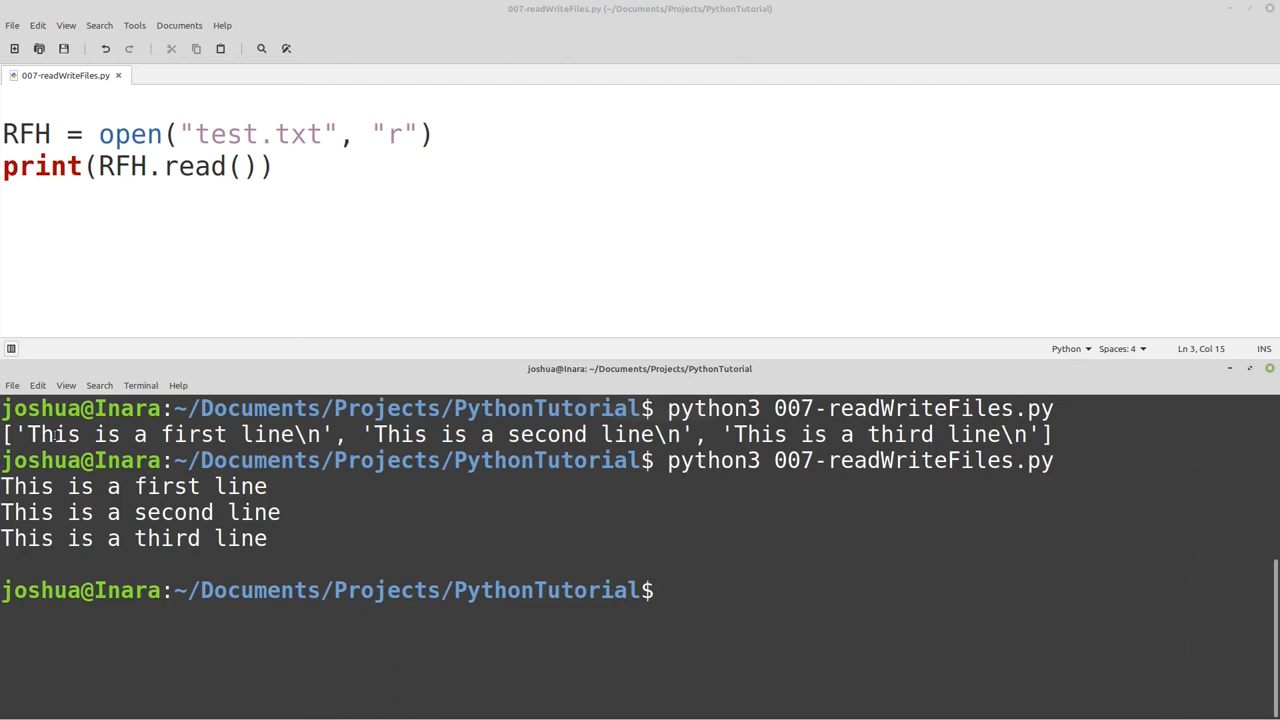 007-readWriteFiles.py (~/Documents/Projects/PythonTutorial)
File Edit View Search Tools Documents Help
007-readWriteFiles.py
RFH = open("test.txt", "r")
print(RFH.read())
Python Spaces: 4 Ln 3, Col 15 INS
joshua@Inara: ~/Documents/Projects/PythonTutorial
File Edit View Search Terminal Help
joshua@Inara:~/Documents/Projects/PythonTutorial$ python3 007-readWriteFiles.py
['This is a first line\n', 'This is a second line\n', 'This is a third line\n']
joshua@Inara:~/Documents/Projects/PythonTutorial$ python3 007-readWriteFiles.py
This is a first line
This is a second line
This is a third line
joshua@Inara:~/Documents/Projects/PythonTutorial$